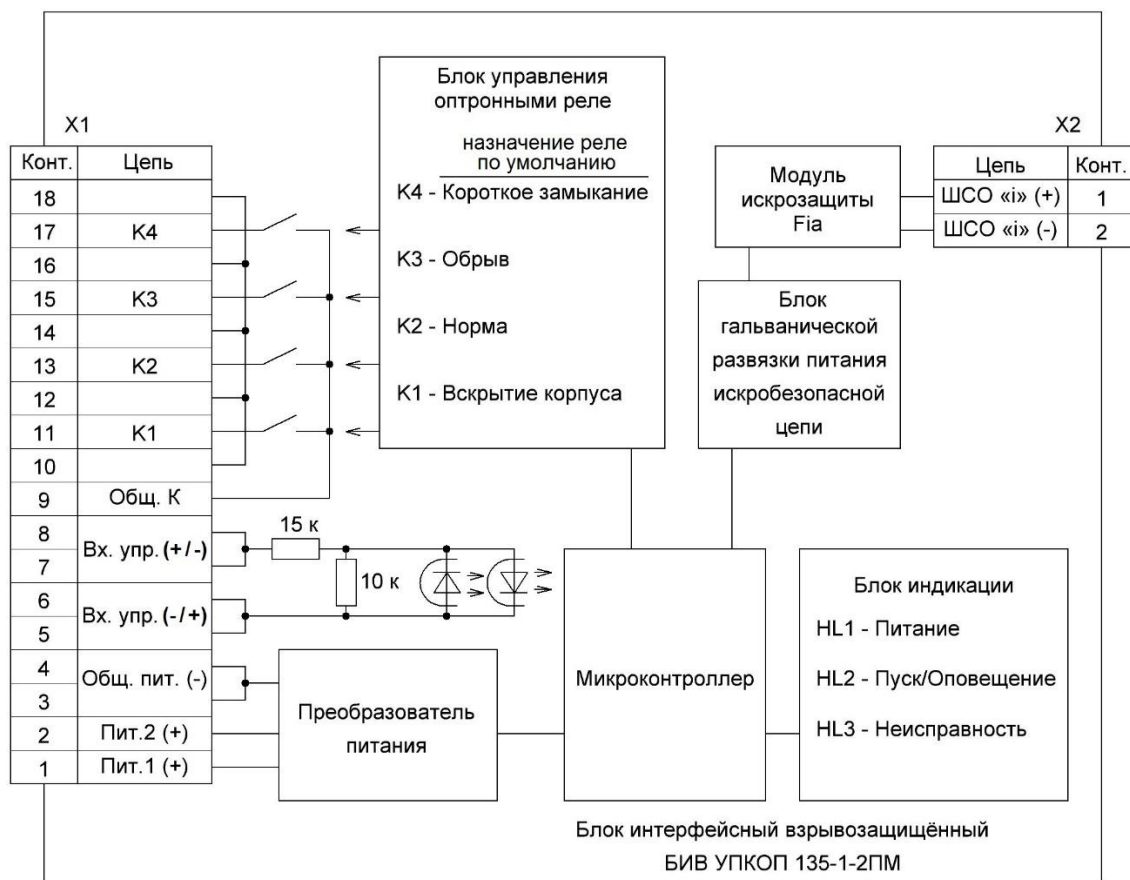 Блок управления
оптронными реле
назначение реле
по умолчанию
K4 - Короткое замыкание
K3 - Обрыв
K2 - Норма
K1 - Вскрытие корпуса
X1
Конт. Цепь
18
17 K4
16
15 K3
14
13 K2
12
11 K1
10
9 Общ. К
8
Вх. упр. (+/-)
7
6
Вх. упр. (-/+)
5
4
Общ. пит. (-)
3
2 Пит.2 (+)
1 Пит.1 (+)
15 к
10 к
Преобразователь
питания
Микроконтроллер
Модуль
искрозащиты
Fia
X2
Цепь Конт.
ШСО «i» (+) 1
ШСО «i» (-) 2
Блок
гальванической
развязки питания
искробезопасной
цепи
Блок индикации
HL1 - Питание
HL2 - Пуск/Оповещение
HL3 - Неисправность
Блок интерфейсный взрывозащищённый
БИВ УПКОП 135-1-2ПМ